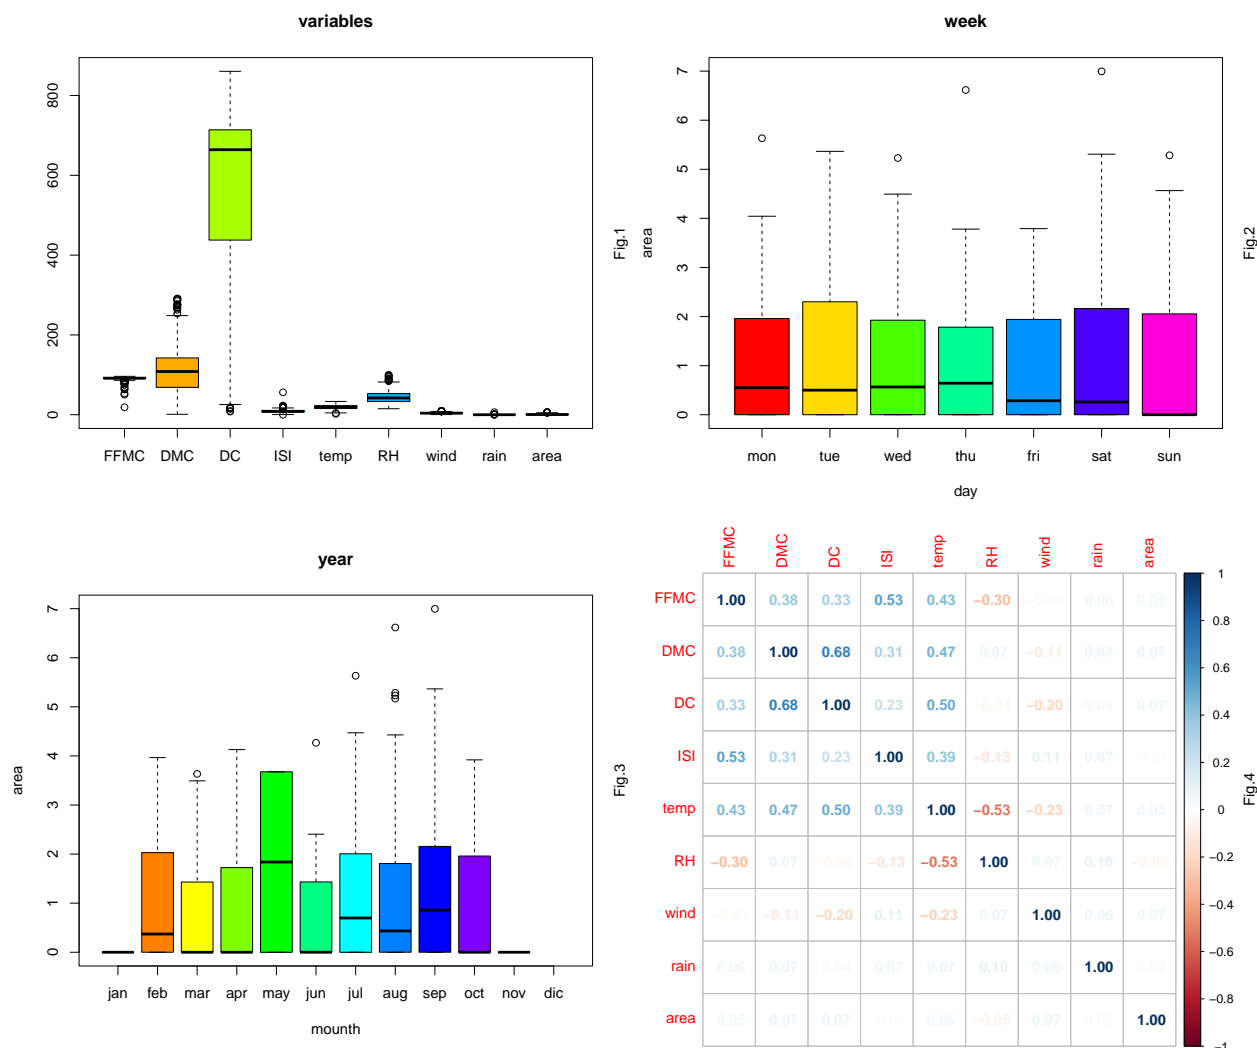 variables
800
600
400
200
0
FFMC DMC DC ISI temp RH wind rain area
Fig.1
week
area
7
6
5
4
3
2
1
0
mon tue wed thu fri sat sun
day
Fig.2
year
area
7
6
5
4
3
2
1
0
jan feb mar apr may jun jul aug sep oct nov dic
mounth
Fig.3
FFMC DMC DC ISI temp RH wind rain area
FFMC 1.00 0.38 0.33 0.53 0.43 −0.30 0.06 0.05
DMC 0.38 1.00 0.68 0.31 0.47 0.07 −0.11 0.07 0.07
DC 0.33 0.68 1.00 0.23 0.50 −0.04 −0.20 0.04 0.07
ISI 0.53 0.31 0.23 1.00 0.39 −0.13 0.11 0.07
temp 0.43 0.47 0.50 0.39 1.00 −0.53 −0.23 0.07 0.05
RH −0.30 0.07 −0.04 −0.13 −0.53 1.00 0.07 0.10 −0.05
wind −0.11 −0.20 0.11 −0.23 0.07 1.00 0.06 0.07
rain 0.06 0.07 0.04 0.07 0.07 0.10 0.06 1.00
area 0.05 0.07 0.07 0.05 −0.05 0.07 1.00
1
0.8
0.6
0.4
0.2
0
−0.2
−0.4
−0.6
−0.8
−1
Fig.4